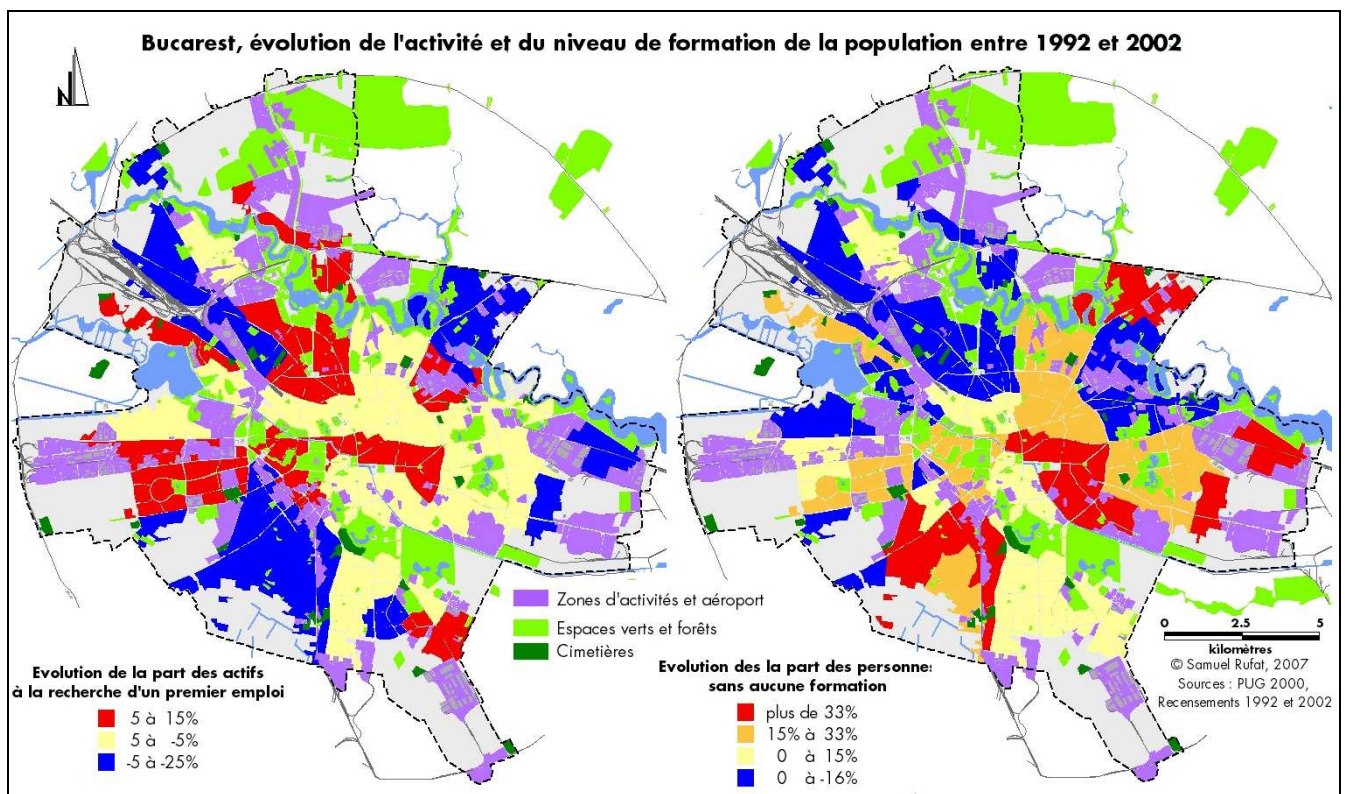 Bucarest, évolution de l'activité et du niveau de formation de la population entre 1992 et 2002
N
Zones d'activités et aéroport
Espaces verts et forêts
Cimetières
Evolution de la part des actifs
à la recherche d'un premier emploi
5 à 15%
5 à -5%
-5 à -25%
Evolution des la part des personnes
sans aucune formation
plus de 33%
15% à 33%
0 à 15%
0 à -16%
0 2.5 5
kilomètres
© Samuel Rufat, 2007
Sources : PUG 2000,
Recensements 1992 et 2002